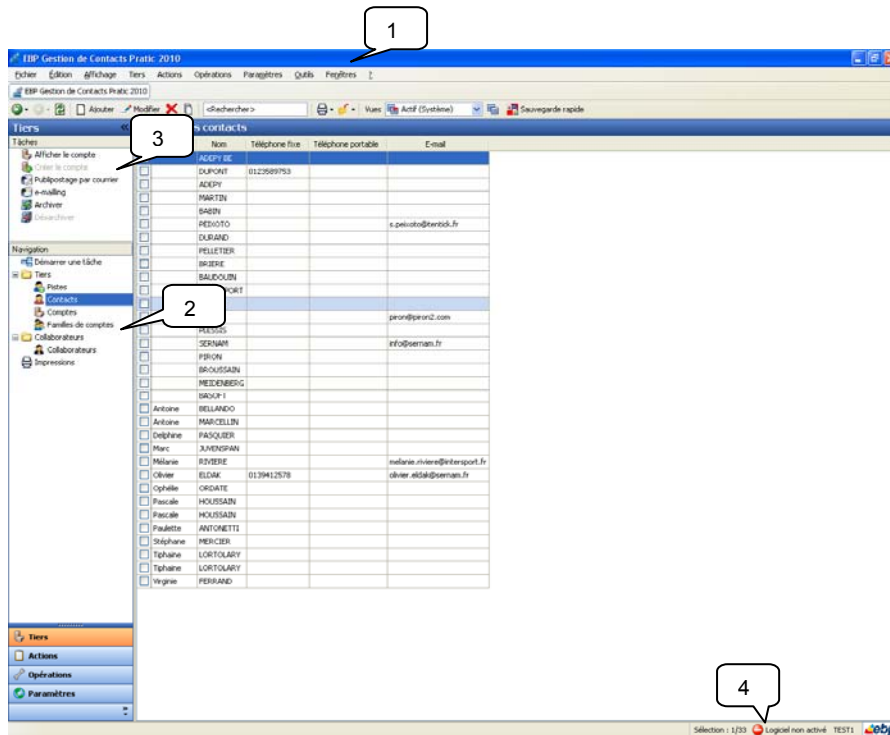 1
EBP Gestion de Contacts Pratic 2010
Fichier Édition Affichage Tiers Actions Opérations Paramètres Outils Fenêtres ?
EBP Gestion de Contacts Pratic 2010
Ajouter Modifier <Rechercher> Vues Actif (Système) Sauvegarde rapide
Tiers « s contacts
Tâches
3
Nom Téléphone fixe Téléphone portable E-mail
Afficher le compte
ADEPY BE
Créer le compte
DUPONT 0123589753
Publipostage par courrier
ADEPY
e-mailing
MARTIN
Archiver
BABIN
Désarchiver
PEIXOTO s.peixoto@tentick.fr
DURAND
Navigation
PELLETIER
Démarrer une tâche
BRIERE
Tiers
BAUDOUIN
Pistes
PORT
Contacts
2
Comptes
piron@piron2.com
Familles de comptes
PLESSIS
Collaborateurs
SERNAM info@sernam.fr
Collaborateurs
PIRON
Impressions
BROUSSAIN
MEIDENBERG
BASOFT
Antoine BELLANDO
Antoine MARCELLIN
Delphine PASQUIER
Marc JUVENSPAN
Mélanie RIVIERE melanie.riviere@intersport.fr
Olivier ELDAK 0139412578 olivier.eldak@sernam.fr
Ophélie ORDATE
Pascale HOUSSAIN
Pascale HOUSSAIN
Paulette ANTONETTI
Stéphane MERCIER
Tiphaine LORTOLARY
Tiphaine LORTOLARY
Virginie FERRAND
Tiers
Actions
Opérations
Paramètres
4
Sélection : 1/33 Logiciel non activé TEST1 ebp